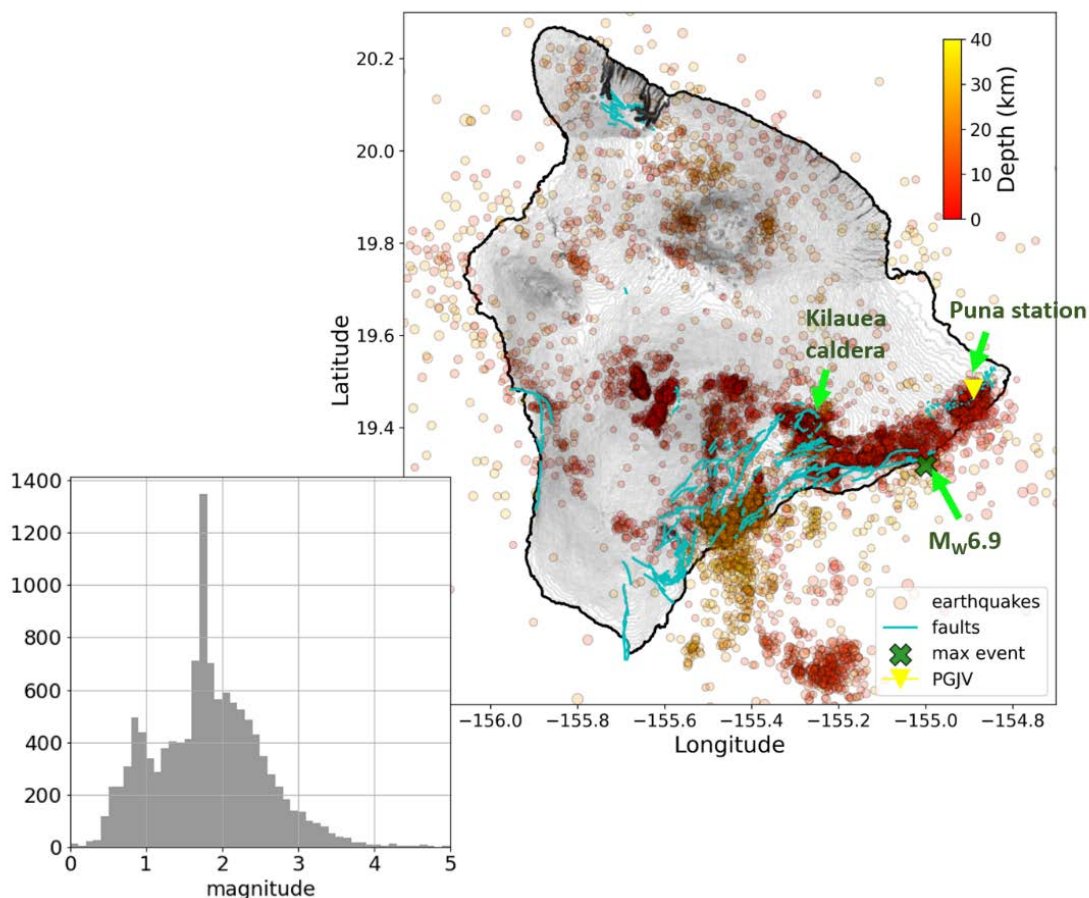 20.2
20.0
19.8
19.6
19.4
Latitude
40
30
20
10
0
Depth (km)
Puna station
Kilauea
caldera
M_W6.9
earthquakes
faults
max event
PGJV
−156.0
−155.8
−155.6
−155.4
−155.2
−155.0
−154.8
Longitude
1400
1200
1000
800
600
400
200
0
0
1
2
3
4
5
magnitude